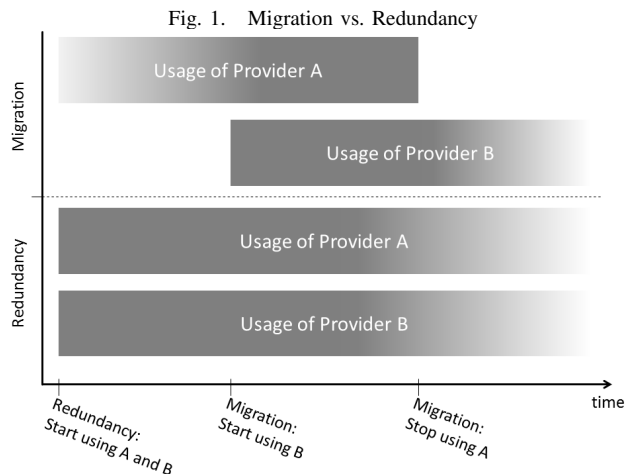 Fig. 1. Migration vs. Redundancy
Migration
Usage of Provider A
Usage of Provider B
Redundancy
Usage of Provider A
Usage of Provider B
time
Redundancy:
Start using A and B
Migration:
Start using B
Migration:
Stop using A